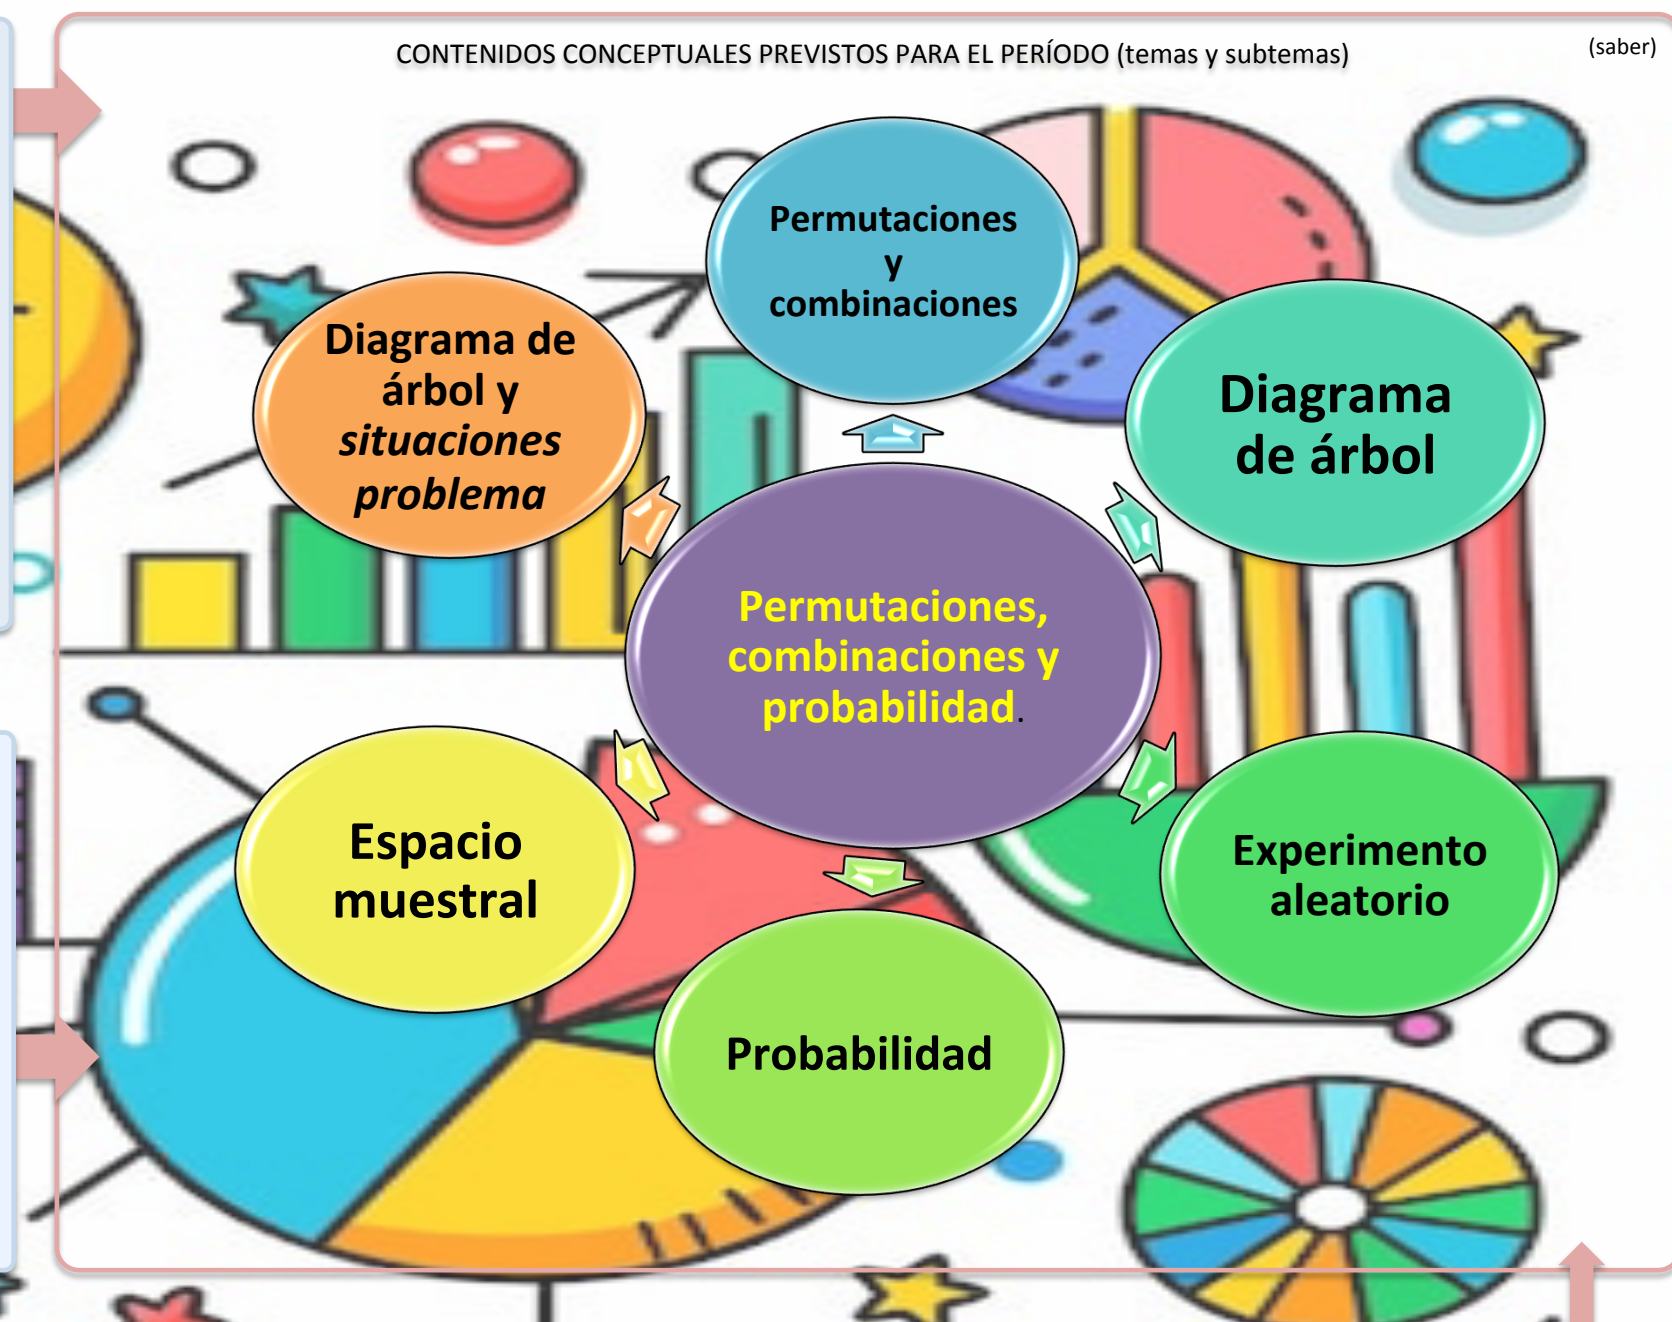 CONTENIDOS CONCEPTUALES PREVISTOS PARA EL PERÍODO (temas y subtemas)
(saber)
Permutaciones
y
combinaciones
Diagrama de
árbol y
situaciones
problema
Diagrama
de árbol
Permutaciones,
combinaciones y
probabilidad.
Espacio
muestral
Experimento
aleatorio
Probabilidad